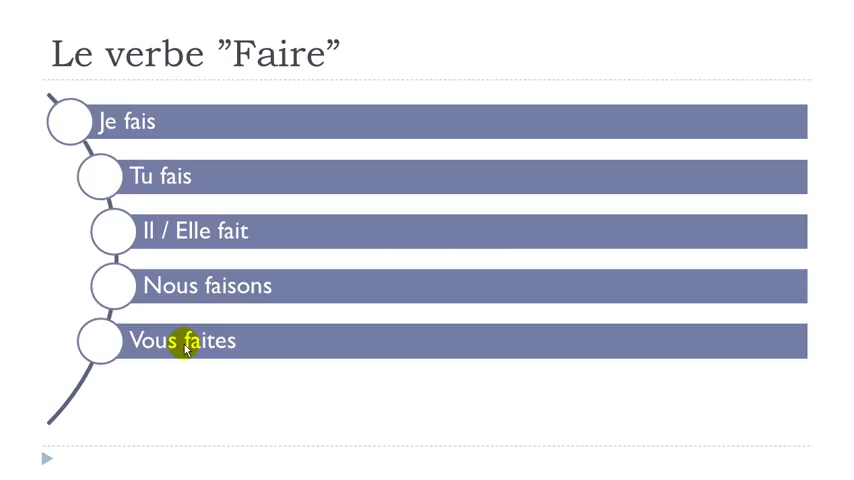 Le verbe ”Faire”
Je fais
Tu fais
Il / Elle fait
Nous faisons
Vous faites